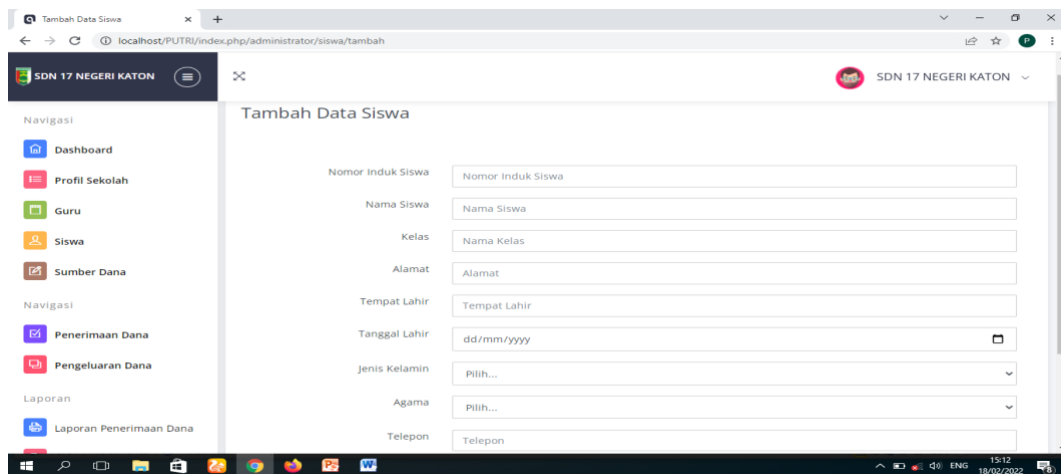 Tambah Data Siswa
localhost/PUTRI/index.php/administrator/siswa/tambah
P
SDN 17 NEGERI KATON
SDN 17 NEGERI KATON
Navigasi
Dashboard
Profil Sekolah
Guru
Siswa
Sumber Dana
Navigasi
Penerimaan Dana
Pengeluaran Dana
Laporan
Laporan Penerimaan Dana
Tambah Data Siswa
Nomor Induk Siswa Nomor Induk Siswa
Nama Siswa Nama Siswa
Kelas Nama Kelas
Alamat Alamat
Tempat Lahir Tempat Lahir
Tanggal Lahir dd/mm/yyyy
Jenis Kelamin Pilih...
Agama Pilih...
Telepon Telepon
ENG
15:12
18/02/2022